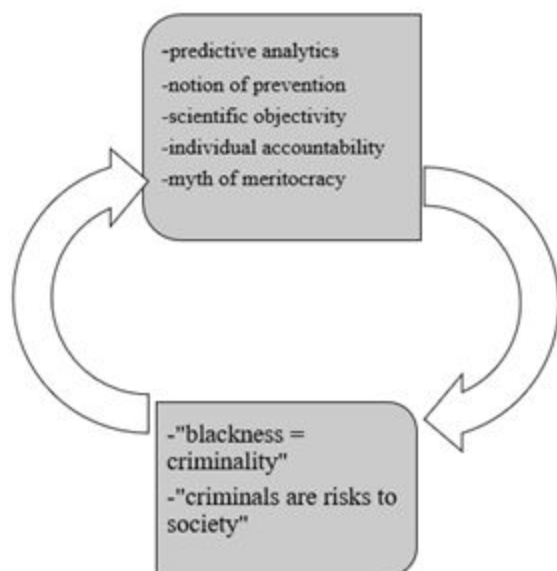 -predictive analytics
-notion of prevention
-scientific objectivity
-individual accountability
-myth of meritocracy
-"blackness =
criminality"
-"criminals are risks to
society"